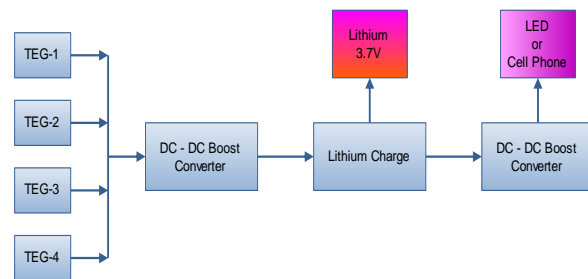 TEG-1
TEG-2
TEG-3
TEG-4
DC - DC Boost
Converter
Lithium
3.7V
Lithium Charge
LED
or
Cell Phone
DC - DC Boost
Converter